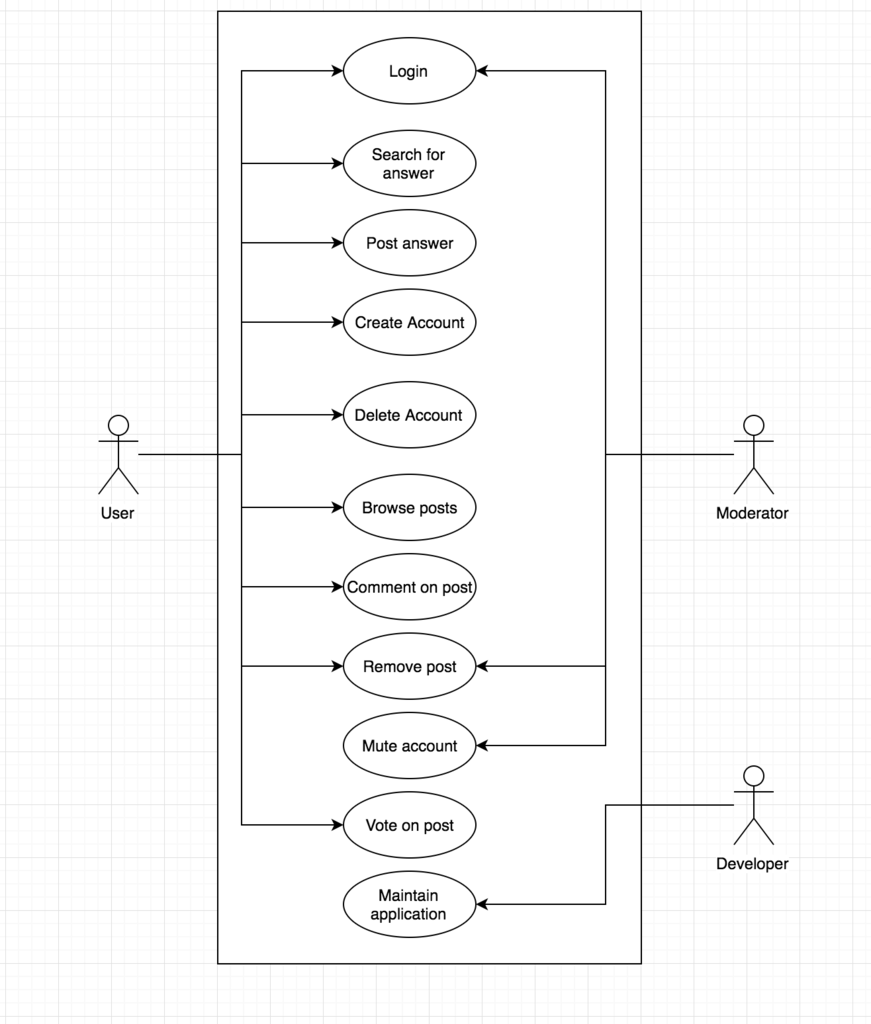 Login
Search for
answer
Post answer
Create Account
Delete Account
User
Moderator
Browse posts
Comment on post
Remove post
Mute account
Vote on post
Developer
Maintain
application